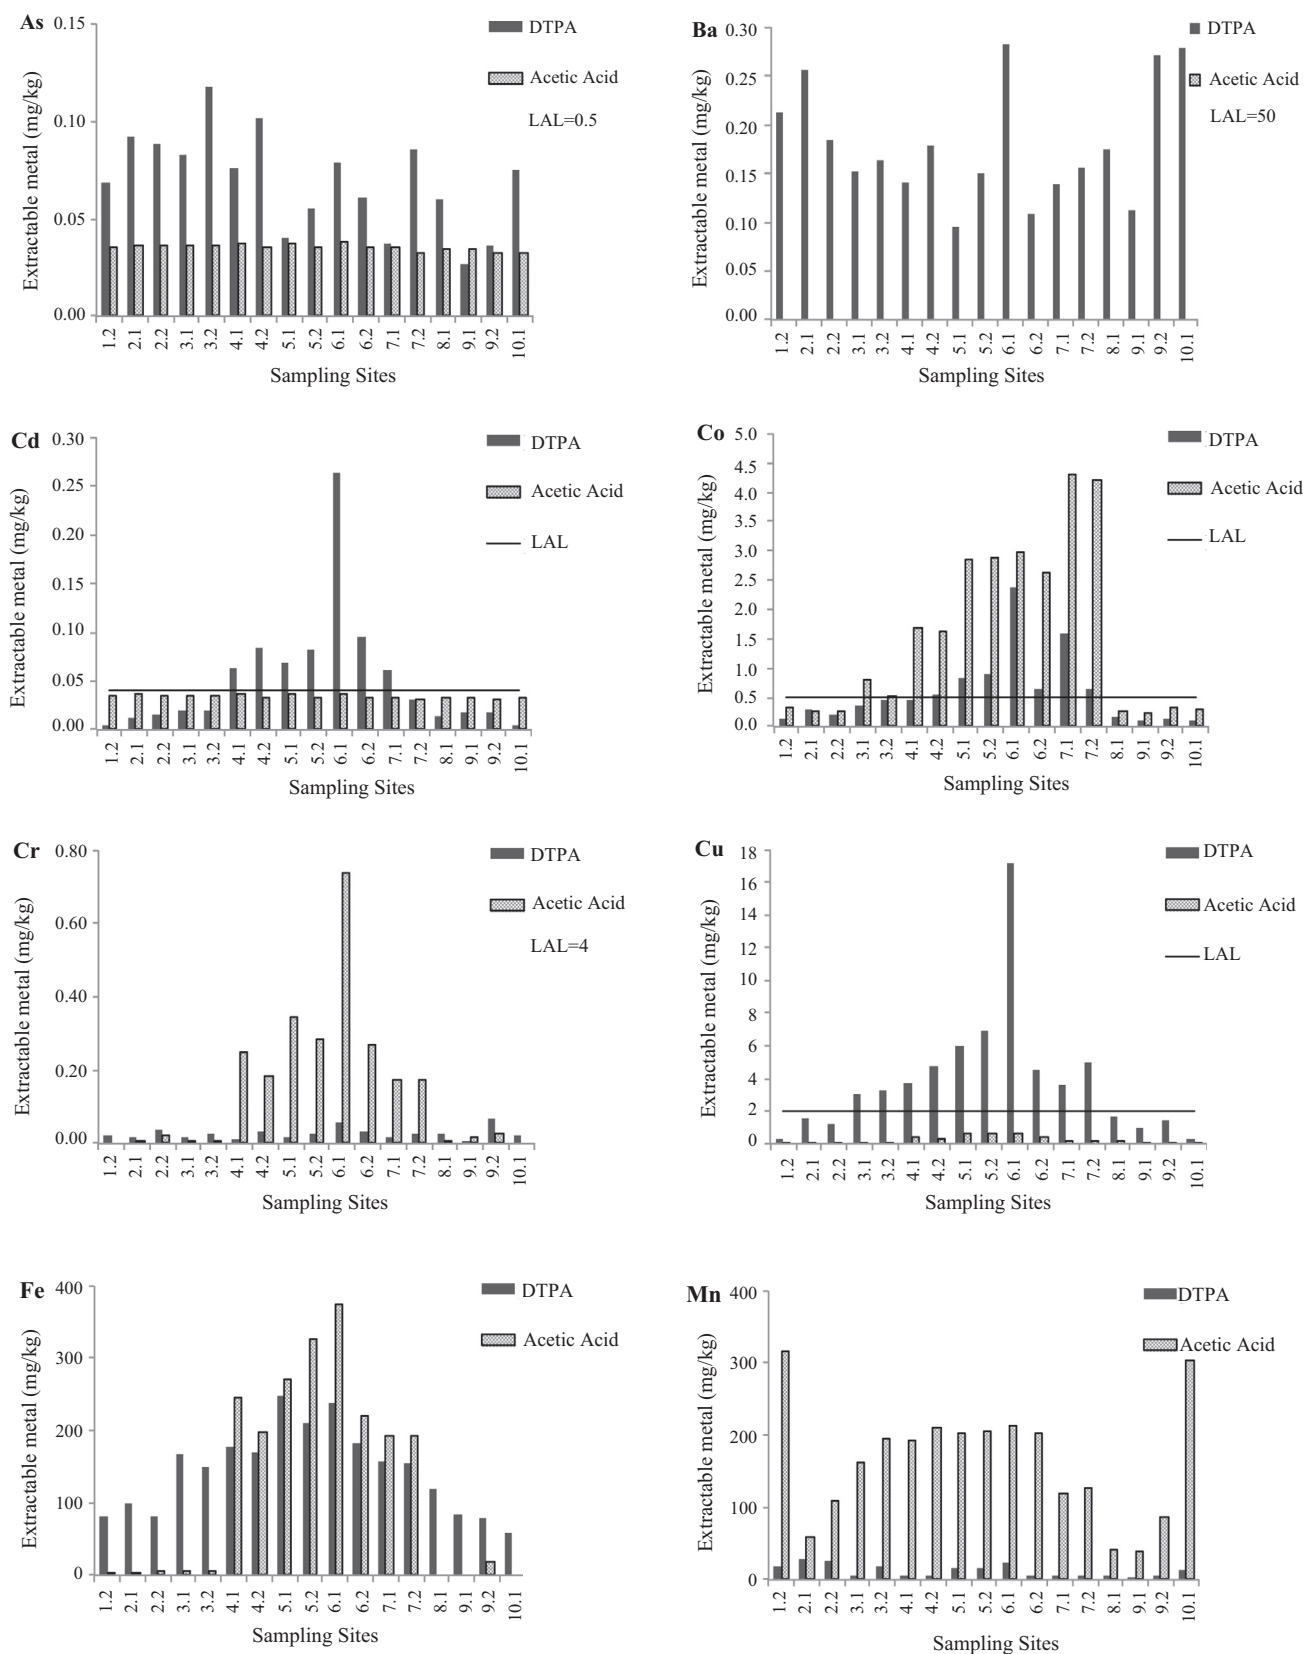 As
Extractable metal (mg/kg)
0.15
0.10
0.05
0.00
DTPA
Acetic Acid
LAL=0.5
1.2 2.1 2.2 3.1 3.2 4.1 4.2 5.1 5.2 6.1 6.2 7.1 7.2 8.1 9.1 9.2 10.1
Sampling Sites
Ba
Extractable metal (mg/kg)
0.30
0.25
0.20
0.15
0.10
0.05
0.00
DTPA
Acetic Acid
LAL=50
1.2 2.1 2.2 3.1 3.2 4.1 4.2 5.1 5.2 6.1 6.2 7.1 7.2 8.1 9.1 9.2 10.1
Sampling Sites
Cd
Extractable metal (mg/kg)
0.30
0.25
0.20
0.15
0.10
0.05
0.00
DTPA
Acetic Acid
LAL
1.2 2.1 2.2 3.1 3.2 4.1 4.2 5.1 5.2 6.1 6.2 7.1 7.2 8.1 9.1 9.2 10.1
Sampling Sites
Co
Extractable metal (mg/kg)
5.0
4.5
4.0
3.5
3.0
2.5
2.0
1.5
1.0
0.5
0.0
DTPA
Acetic Acid
LAL
1.2 2.1 2.2 3.1 3.2 4.1 4.2 5.1 5.2 6.1 6.2 7.1 7.2 8.1 9.1 9.2 10.1
Sampling Sites
Cr
Extractable metal (mg/kg)
0.80
0.60
0.40
0.20
0.00
DTPA
Acetic Acid
LAL=4
1.2 2.1 2.2 3.1 3.2 4.1 4.2 5.1 5.2 6.1 6.2 7.1 7.2 8.1 9.1 9.2 10.1
Sampling Sites
Cu
Extractable metal (mg/kg)
18
16
14
12
10
8
6
4
2
0
DTPA
Acetic Acid
LAL
1.2 2.1 2.2 3.1 3.2 4.1 4.2 5.1 5.2 6.1 6.2 7.1 7.2 8.1 9.1 9.2 10.1
Sampling Sites
Fe
Extractable metal (mg/kg)
400
300
200
100
0
DTPA
Acetic Acid
1.2 2.1 2.2 3.1 3.2 4.1 4.2 5.1 5.2 6.1 6.2 7.1 7.2 8.1 9.1 9.2 10.1
Sampling Sites
Mn
Extractable metal (mg/kg)
400
300
200
100
0
DTPA
Acetic Acid
1.2 2.1 2.2 3.1 3.2 4.1 4.2 5.1 5.2 6.1 6.2 7.1 7.2 8.1 9.1 9.2 10.1
Sampling Sites